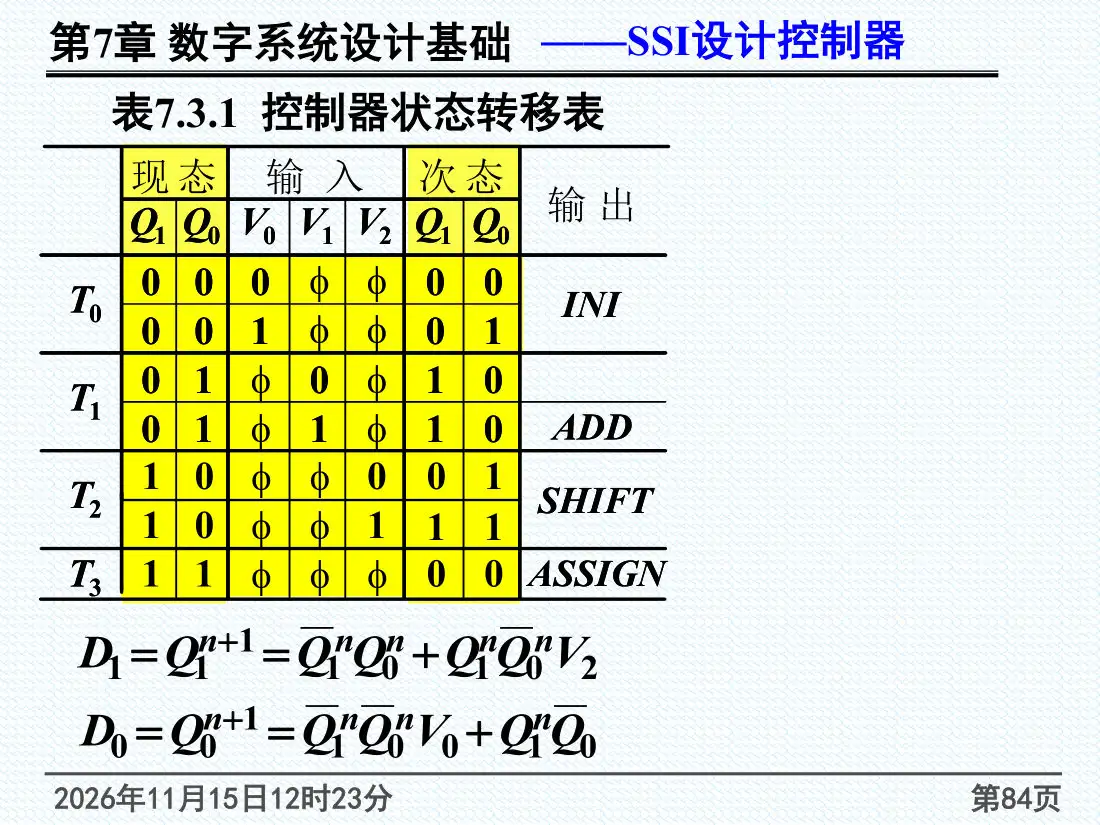 第7章 数字系统设计基础 ——SSI设计控制器
表7.3.1 控制器状态转移表
现态 输入 次态 输出
Q1 Q0 V0 V1 V2 Q1 Q0
T0 0 0 0 ϕ ϕ 0 0 INI
0 0 1 ϕ ϕ 0 1
T1 0 1 ϕ 0 ϕ 1 0
0 1 ϕ 1 ϕ 1 0 ADD
T2 1 0 ϕ ϕ 0 0 1 SHIFT
1 0 ϕ ϕ 1 1 1
T3 1 1 ϕ ϕ ϕ 0 0 ASSIGN
D₁ = Q₁ⁿ⁺¹ = Q̅₁ⁿQ₀ⁿ + Q₁ⁿQ̅₀ⁿV₂
D₀ = Q₀ⁿ⁺¹ = Q̅₁ⁿQ̅₀ⁿV₀ + Q₁ⁿQ̅₀
2026年11月15日12时23分 第84页